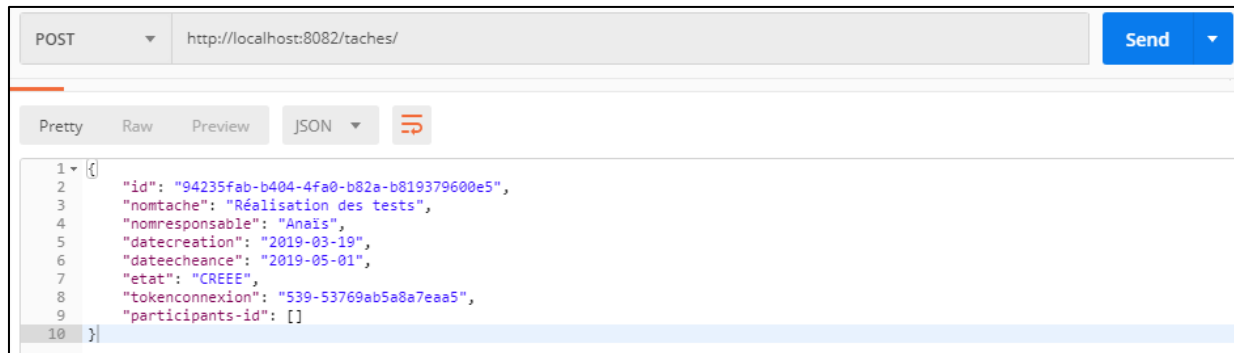 POST http://localhost:8082/taches/ Send
Pretty Raw Preview JSON
1 {
2 "id": "94235fab-b404-4fa0-b82a-b819379600e5",
3 "nomtache": "Réalisation des tests",
4 "nomresponsable": "Anaïs",
5 "datecreation": "2019-03-19",
6 "dateecheance": "2019-05-01",
7 "etat": "CREEE",
8 "tokenconnexion": "539-53769ab5a8a7eaa5",
9 "participants-id": []
10 }